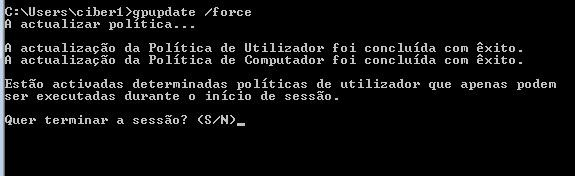 C:\Users\ciber1>gpupdate /force
A actualizar política...
A actualização da Política de Utilizador foi concluída com êxito.
A actualização da Política de Computador foi concluída com êxito.
Estão activadas determinadas políticas de utilizador que apenas podem
ser executadas durante o início de sessão.
Quer terminar a sessão? (S/N)_